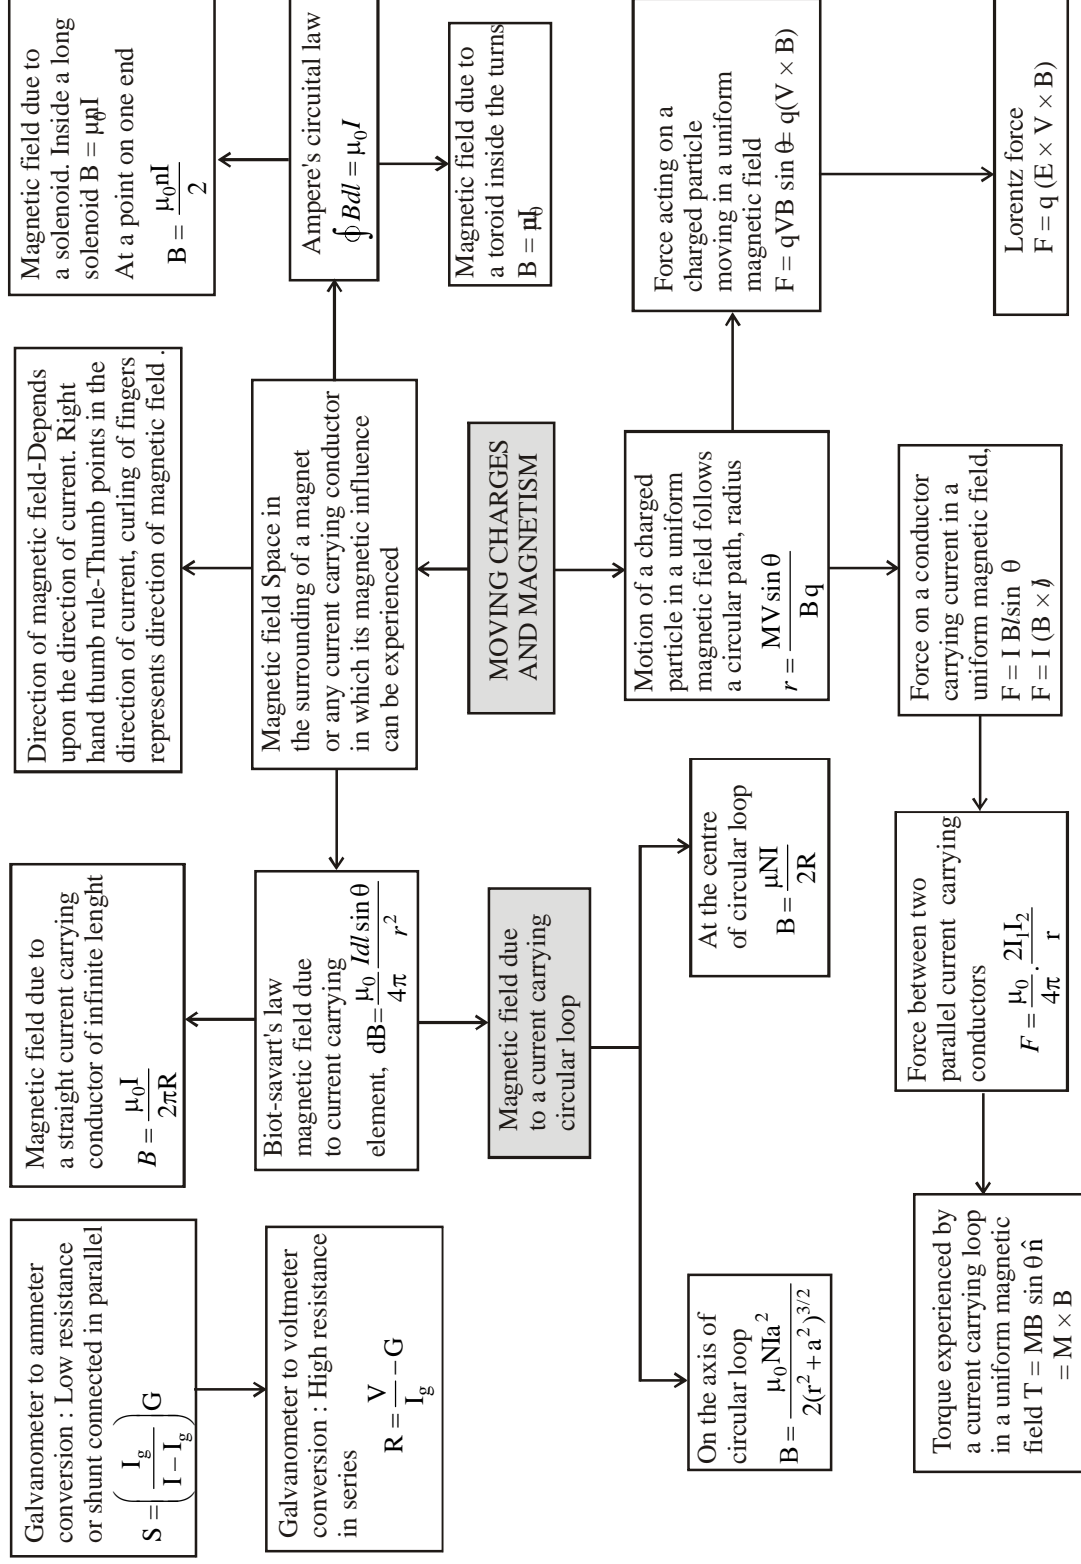 Galvanometer to ammeter
conversion : Low resistance
or shunt connected in parallel
S = (I_g / (I − I_g)) G
Galvanometer to voltmeter
conversion : High resistance
in series
R = V/I_g − G
Magnetic field due to
a straight current carrying
conductor of infinite lenght
B = μ₀I / 2πR
Biot-savart's law
magnetic field due
to current carrying
element, dB = μ₀/4π Idl sin θ / r²
Magnetic field due
to a current carrying
circular loop
On the axis of
circular loop
B = μ₀NIa² / 2(r² + a²)^3/2
At the centre
of circular loop
B = μNI / 2R
Direction of magnetic field-Depends
upon the direction of current. Right
hand thumb rule-Thumb points in the
direction of current, curling of fingers
represents direction of magnetic field .
Magnetic field Space in
the surrounding of a magnet
or any current carrying conductor
in which its magnetic influence
can be experienced
MOVING CHARGES
AND MAGNETISM
Motion of a charged
particle in a uniform
magnetic field follows
a circular path, radius
r = MV sin θ / Bq
Force on a conductor
carrying current in a
uniform magnetic field,
F = I Bl sin θ
F = I (B × l)
Force between two
parallel current carrying
conductors
F = μ₀/4π . 2I₁I₂ / r
Torque experienced by
a current carrying loop
in a uniform magnetic
field T = MB sin θ n̂
= M × B
Magnetic field due to
a solenoid. Inside a long
solenoid B = μ₀nI
At a point on one end
B = μ₀nI / 2
Ampere's circuital law
∮ Bdl = μ₀I
Magnetic field due to
a toroid inside the turns
B =
Force acting on a
charged particle
moving in a uniform
magnetic field
F = qVB sin θ = q(V × B)
Lorentz force
F = q (E × V × B)